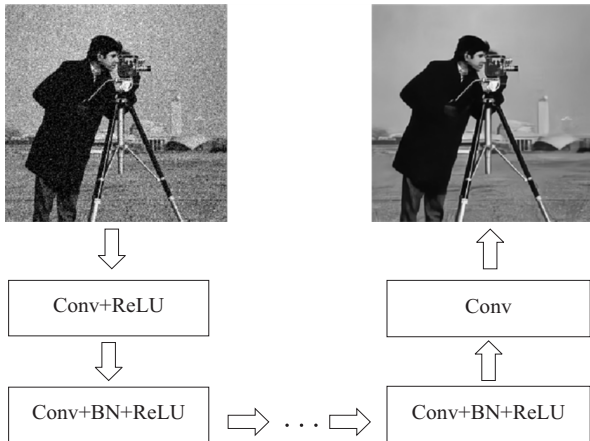 Conv+ReLU
Conv
Conv+BN+ReLU
. . .
Conv+BN+ReLU